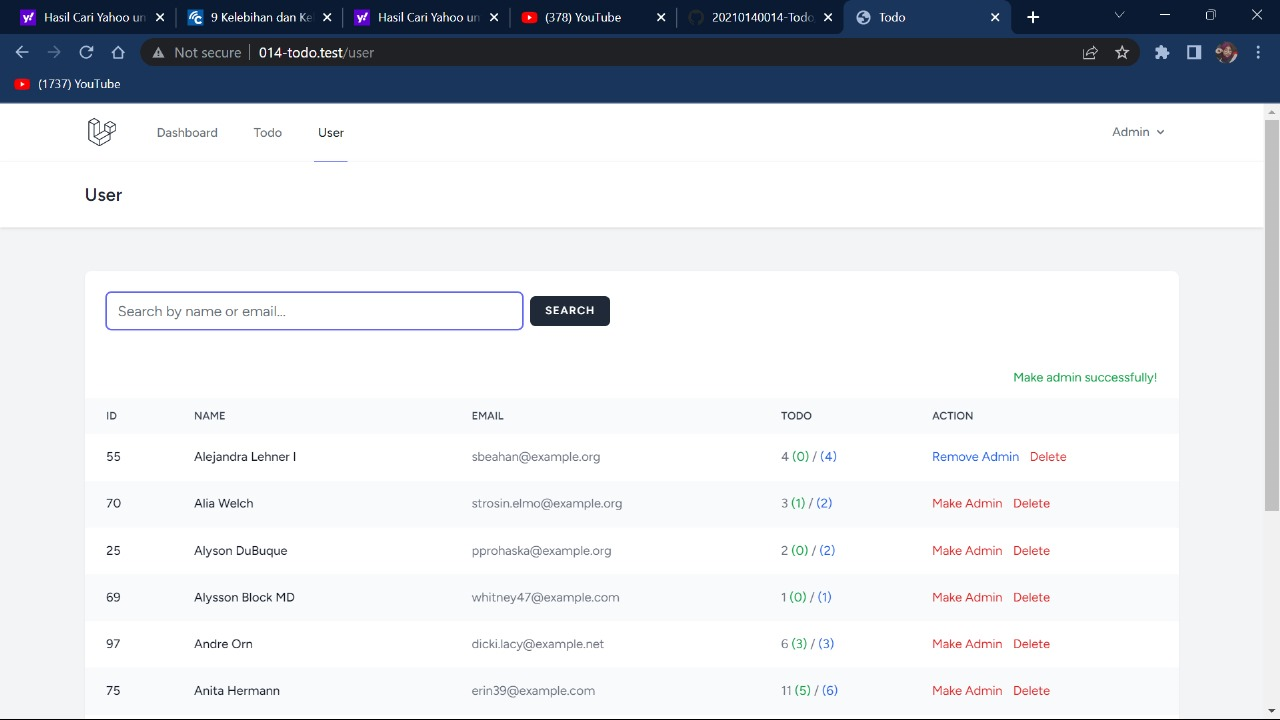 Hasil Cari Yahoo un
9 Kelebihan dan Ke
Hasil Cari Yahoo un
(378) YouTube
20210140014-Todo
Todo
Not secure
014-todo.test/user
(1737) YouTube
Dashboard Todo User Admin
User
Search by name or email... SEARCH
Make admin successfully!
ID NAME EMAIL TODO ACTION
55 Alejandra Lehner I sbeahan@example.org 4 (0) / (4) Remove Admin Delete
70 Alia Welch strosin.elmo@example.org 3 (1) / (2) Make Admin Delete
25 Alyson DuBuque pprohaska@example.org 2 (0) / (2) Make Admin Delete
69 Alysson Block MD whitney47@example.com 1 (0) / (1) Make Admin Delete
97 Andre Orn dicki.lacy@example.net 6 (3) / (3) Make Admin Delete
75 Anita Hermann erin39@example.com 11 (5) / (6) Make Admin Delete